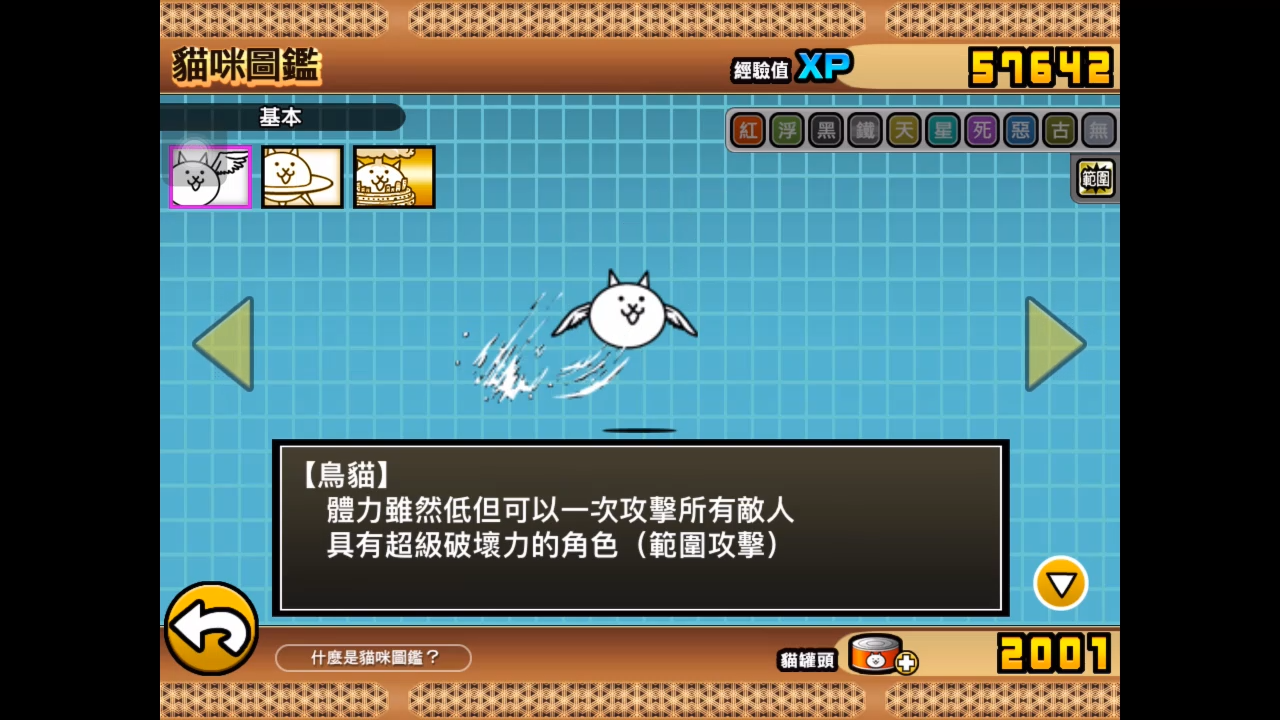 貓咪圖鑑
經驗值 XP 57642
基本
紅 浮 黑 鐵 天 星 死 惡 古 無
範圍
【鳥貓】
體力雖然低但可以一次攻擊所有敵人
具有超級破壞力的角色（範圍攻擊）
什麼是貓咪圖鑑？
貓罐頭 2001